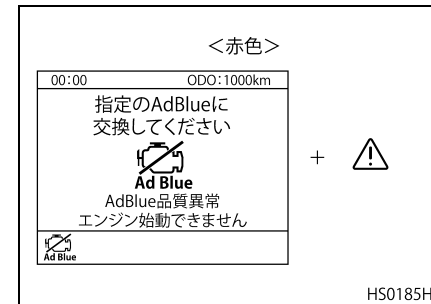 ＜赤色＞
00:00 ODO:1000km
指定のAdBlueに
交換してください
Ad Blue
AdBlue品質異常
エンジン始動できません
Ad Blue
+
HS0185H